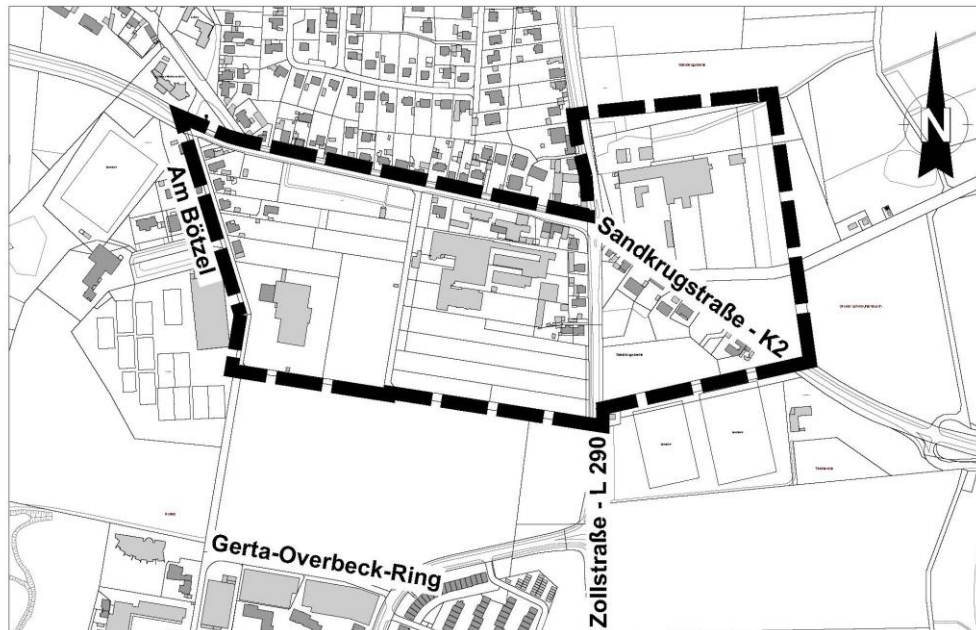 N
Am Bötzel
Sandkrugstraße - K2
Zollstraße - L 290
Gerta-Overbeck-Ring